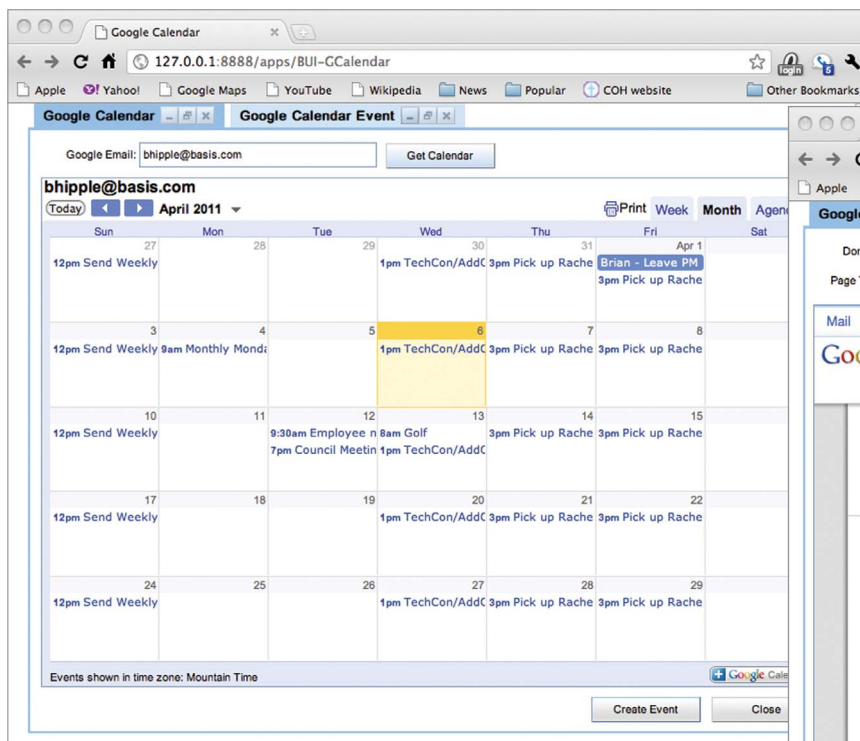 Google Calendar
127.0.0.1:8888/apps/BUI-GCalendar
login 5
Apple Yahoo! Google Maps YouTube Wikipedia News Popular COH website Other Bookmarks
Google Calendar Google Calendar Event
Google Email: bhipple@basis.com Get Calendar
bhipple@basis.com
Today April 2011 Print Week Month Agen
Sun Mon Tue Wed Thu Fri Sat
27 28 29 30 31 Apr 1
12pm Send Weekly 1pm TechCon/AddC 3pm Pick up Rache Brian - Leave PM
3pm Pick up Rache
3 4 5 6 7 8
12pm Send Weekly 9am Monthly Monda 1pm TechCon/AddC 3pm Pick up Rache 3pm Pick up Rache
10 11 12 13 14 15
12pm Send Weekly 9:30am Employee n 8am Golf 3pm Pick up Rache 3pm Pick up Rache
7pm Council Meetin 1pm TechCon/AddC
17 18 19 20 21 22
12pm Send Weekly 1pm TechCon/AddC 3pm Pick up Rache 3pm Pick up Rache
24 25 26 27 28 29
12pm Send Weekly 1pm TechCon/AddC 3pm Pick up Rache 3pm Pick up Rache
Events shown in time zone: Mountain Time Google Cale
Create Event Close
Apple
Google
Dor
Page
Mail
Goo